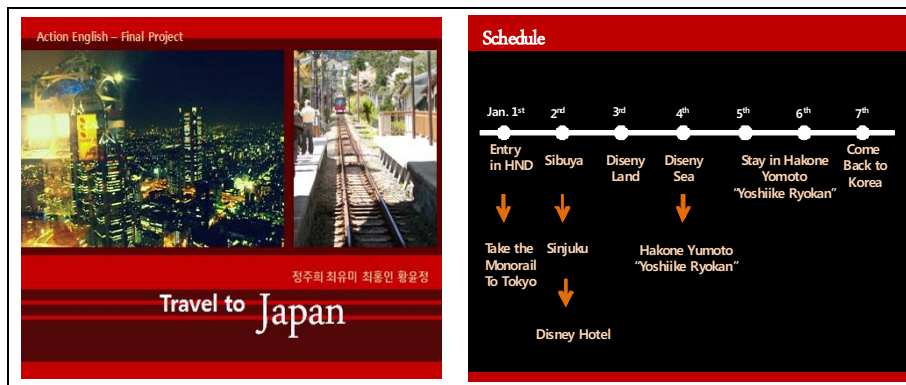 Action English – Final Project
정주희 최유미 최홍인 황윤정
Travel to Japan
Schedule
Jan. 1st
2nd
3rd
4th
5th
6th
7th
Entry
in HND
Take the
Monorail
To Tokyo
Sibuya
Sinjuku
Disney Hotel
Diseny
Land
Diseny
Sea
Hakone Yumoto
“Yoshiike Ryokan”
Stay in Hakone
Yomoto
“Yoshiike Ryokan”
Come
Back to
Korea